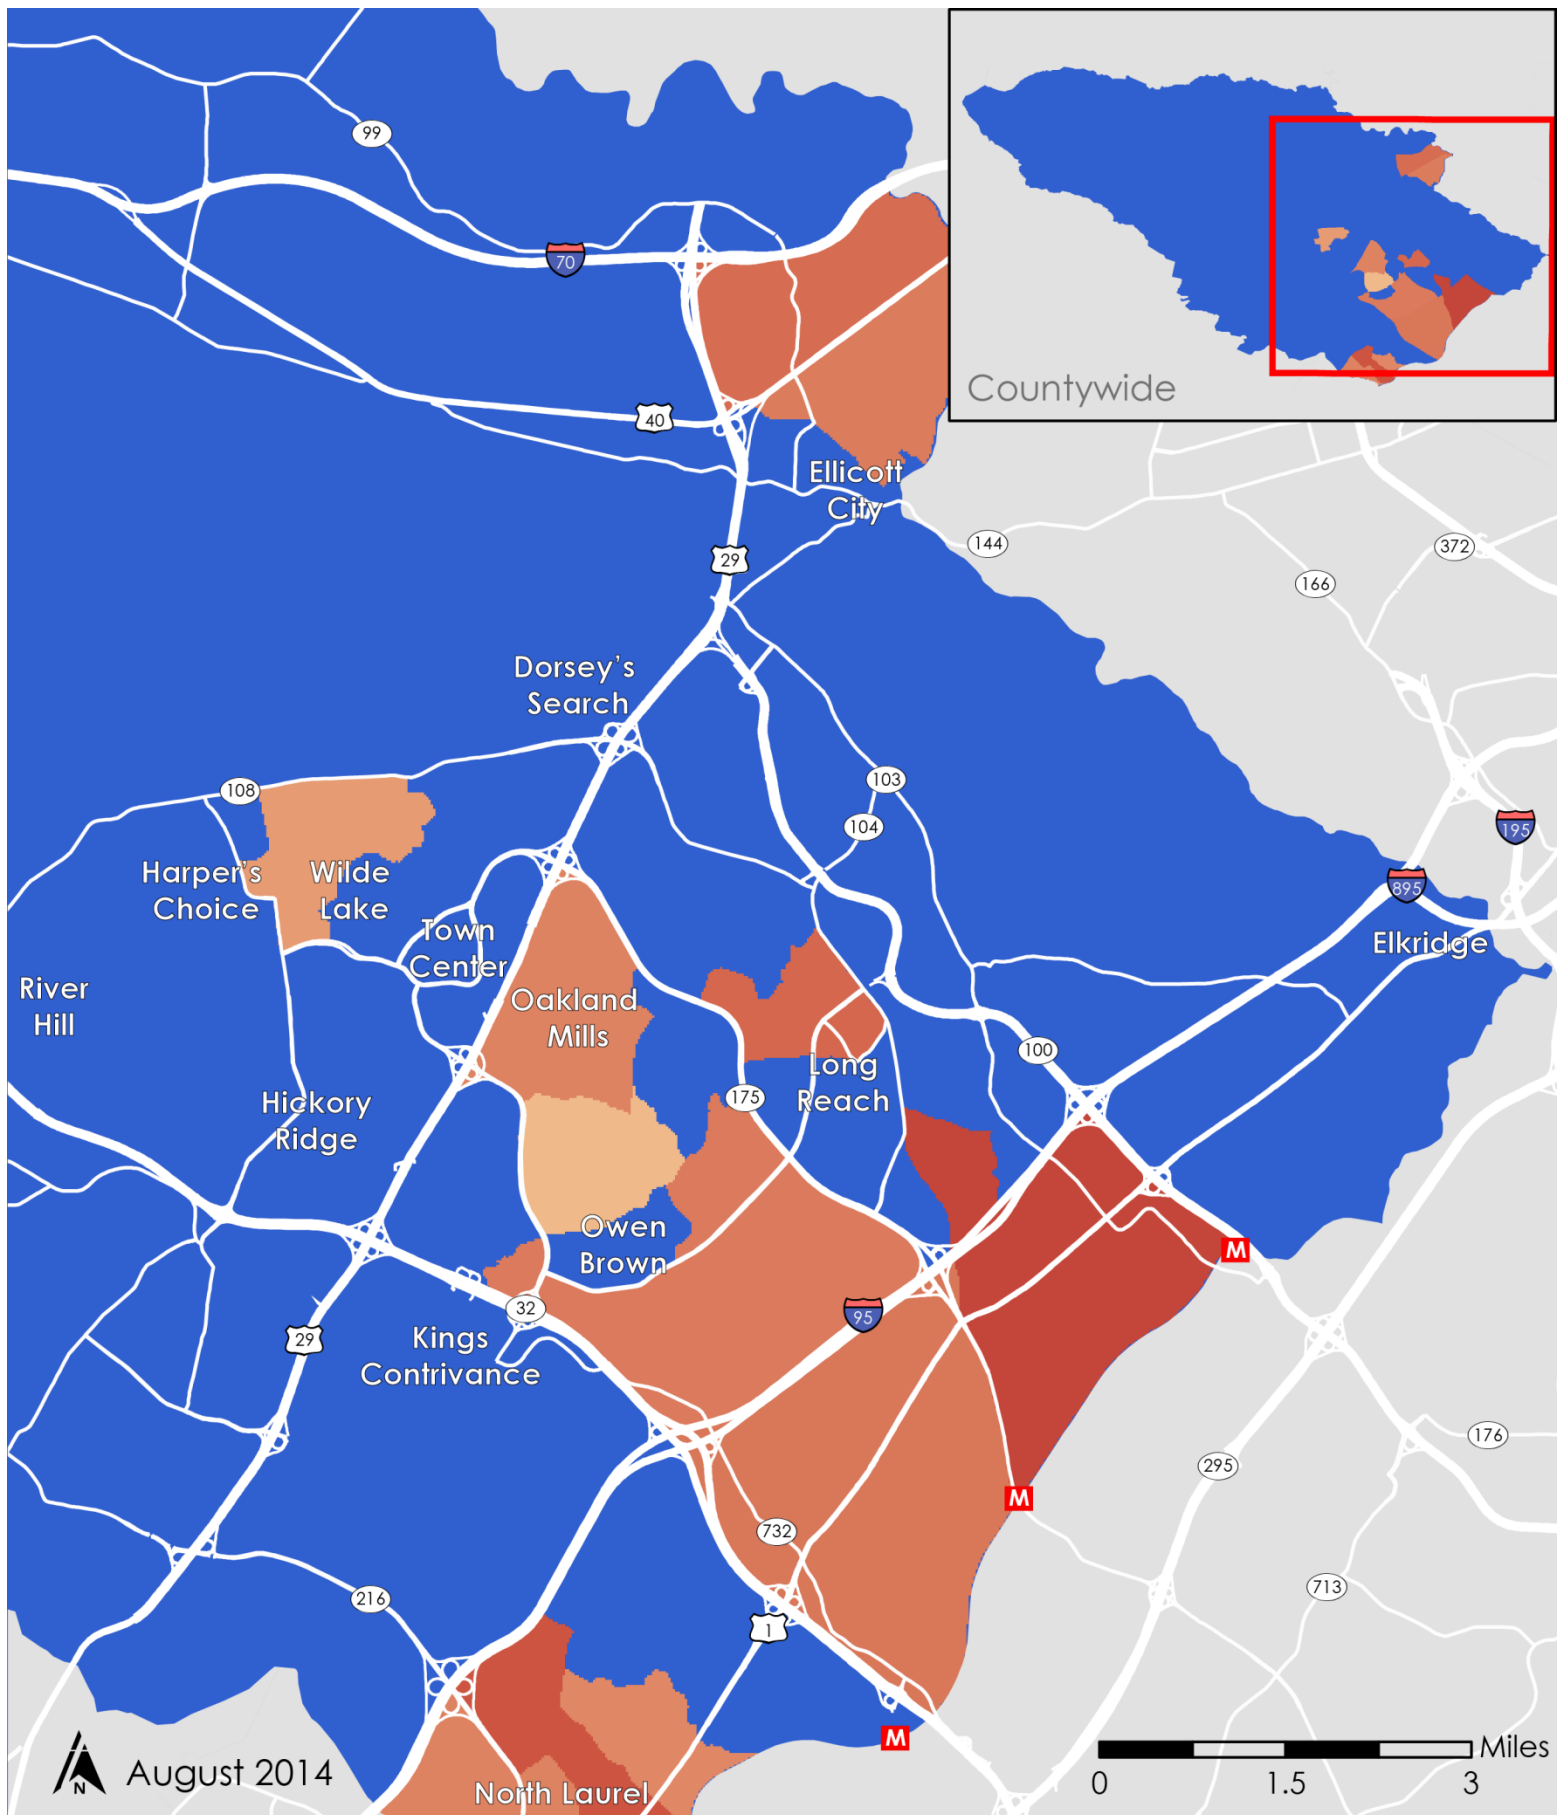 99
70
40
Countywide
Ellicott
City
144
372
166
29
Dorsey's
Search
108
103
104
195
895
Harper's
Choice
Wilde
Lake
Town
Center
Elkridge
River
Hill
Oakland
Mills
100
Long
Reach
175
Hickory
Ridge
Owen
Brown
M
32
95
29
Kings
Contrivance
176
295
M
732
713
216
1
M
N
August 2014
North Laurel
Miles
0 1.5 3